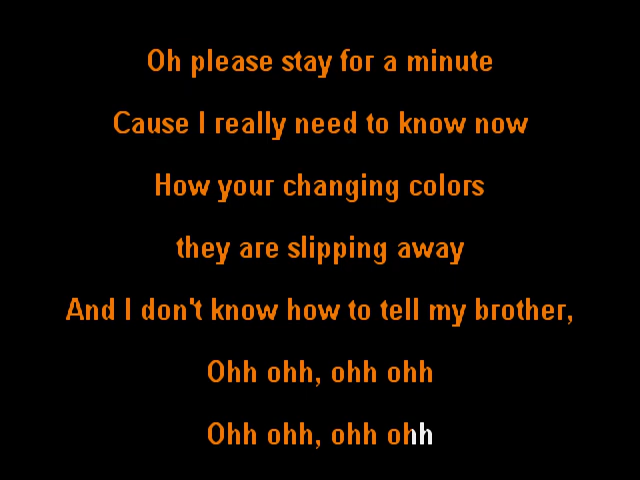 Oh please stay for a minute
Cause I really need to know now
How your changing colors
they are slipping away
And I don't know how to tell my brother,
Ohh ohh, ohh ohh
Ohh ohh, ohh ohh